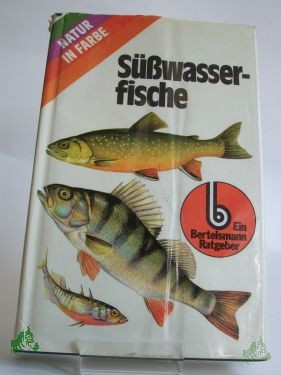 NATUR
IN FARBE
Süßwasser-
fische
b
Ein
Bertelsmann
Ratgeber